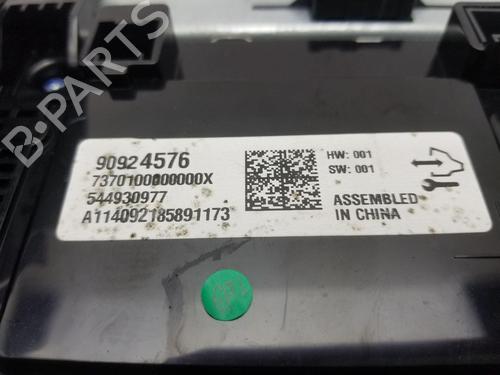 B-PARTS
90924576
7370100000000X
544930977
A114092185891173
HW: 001
SW: 001
ASSEMBLED
IN CHINA